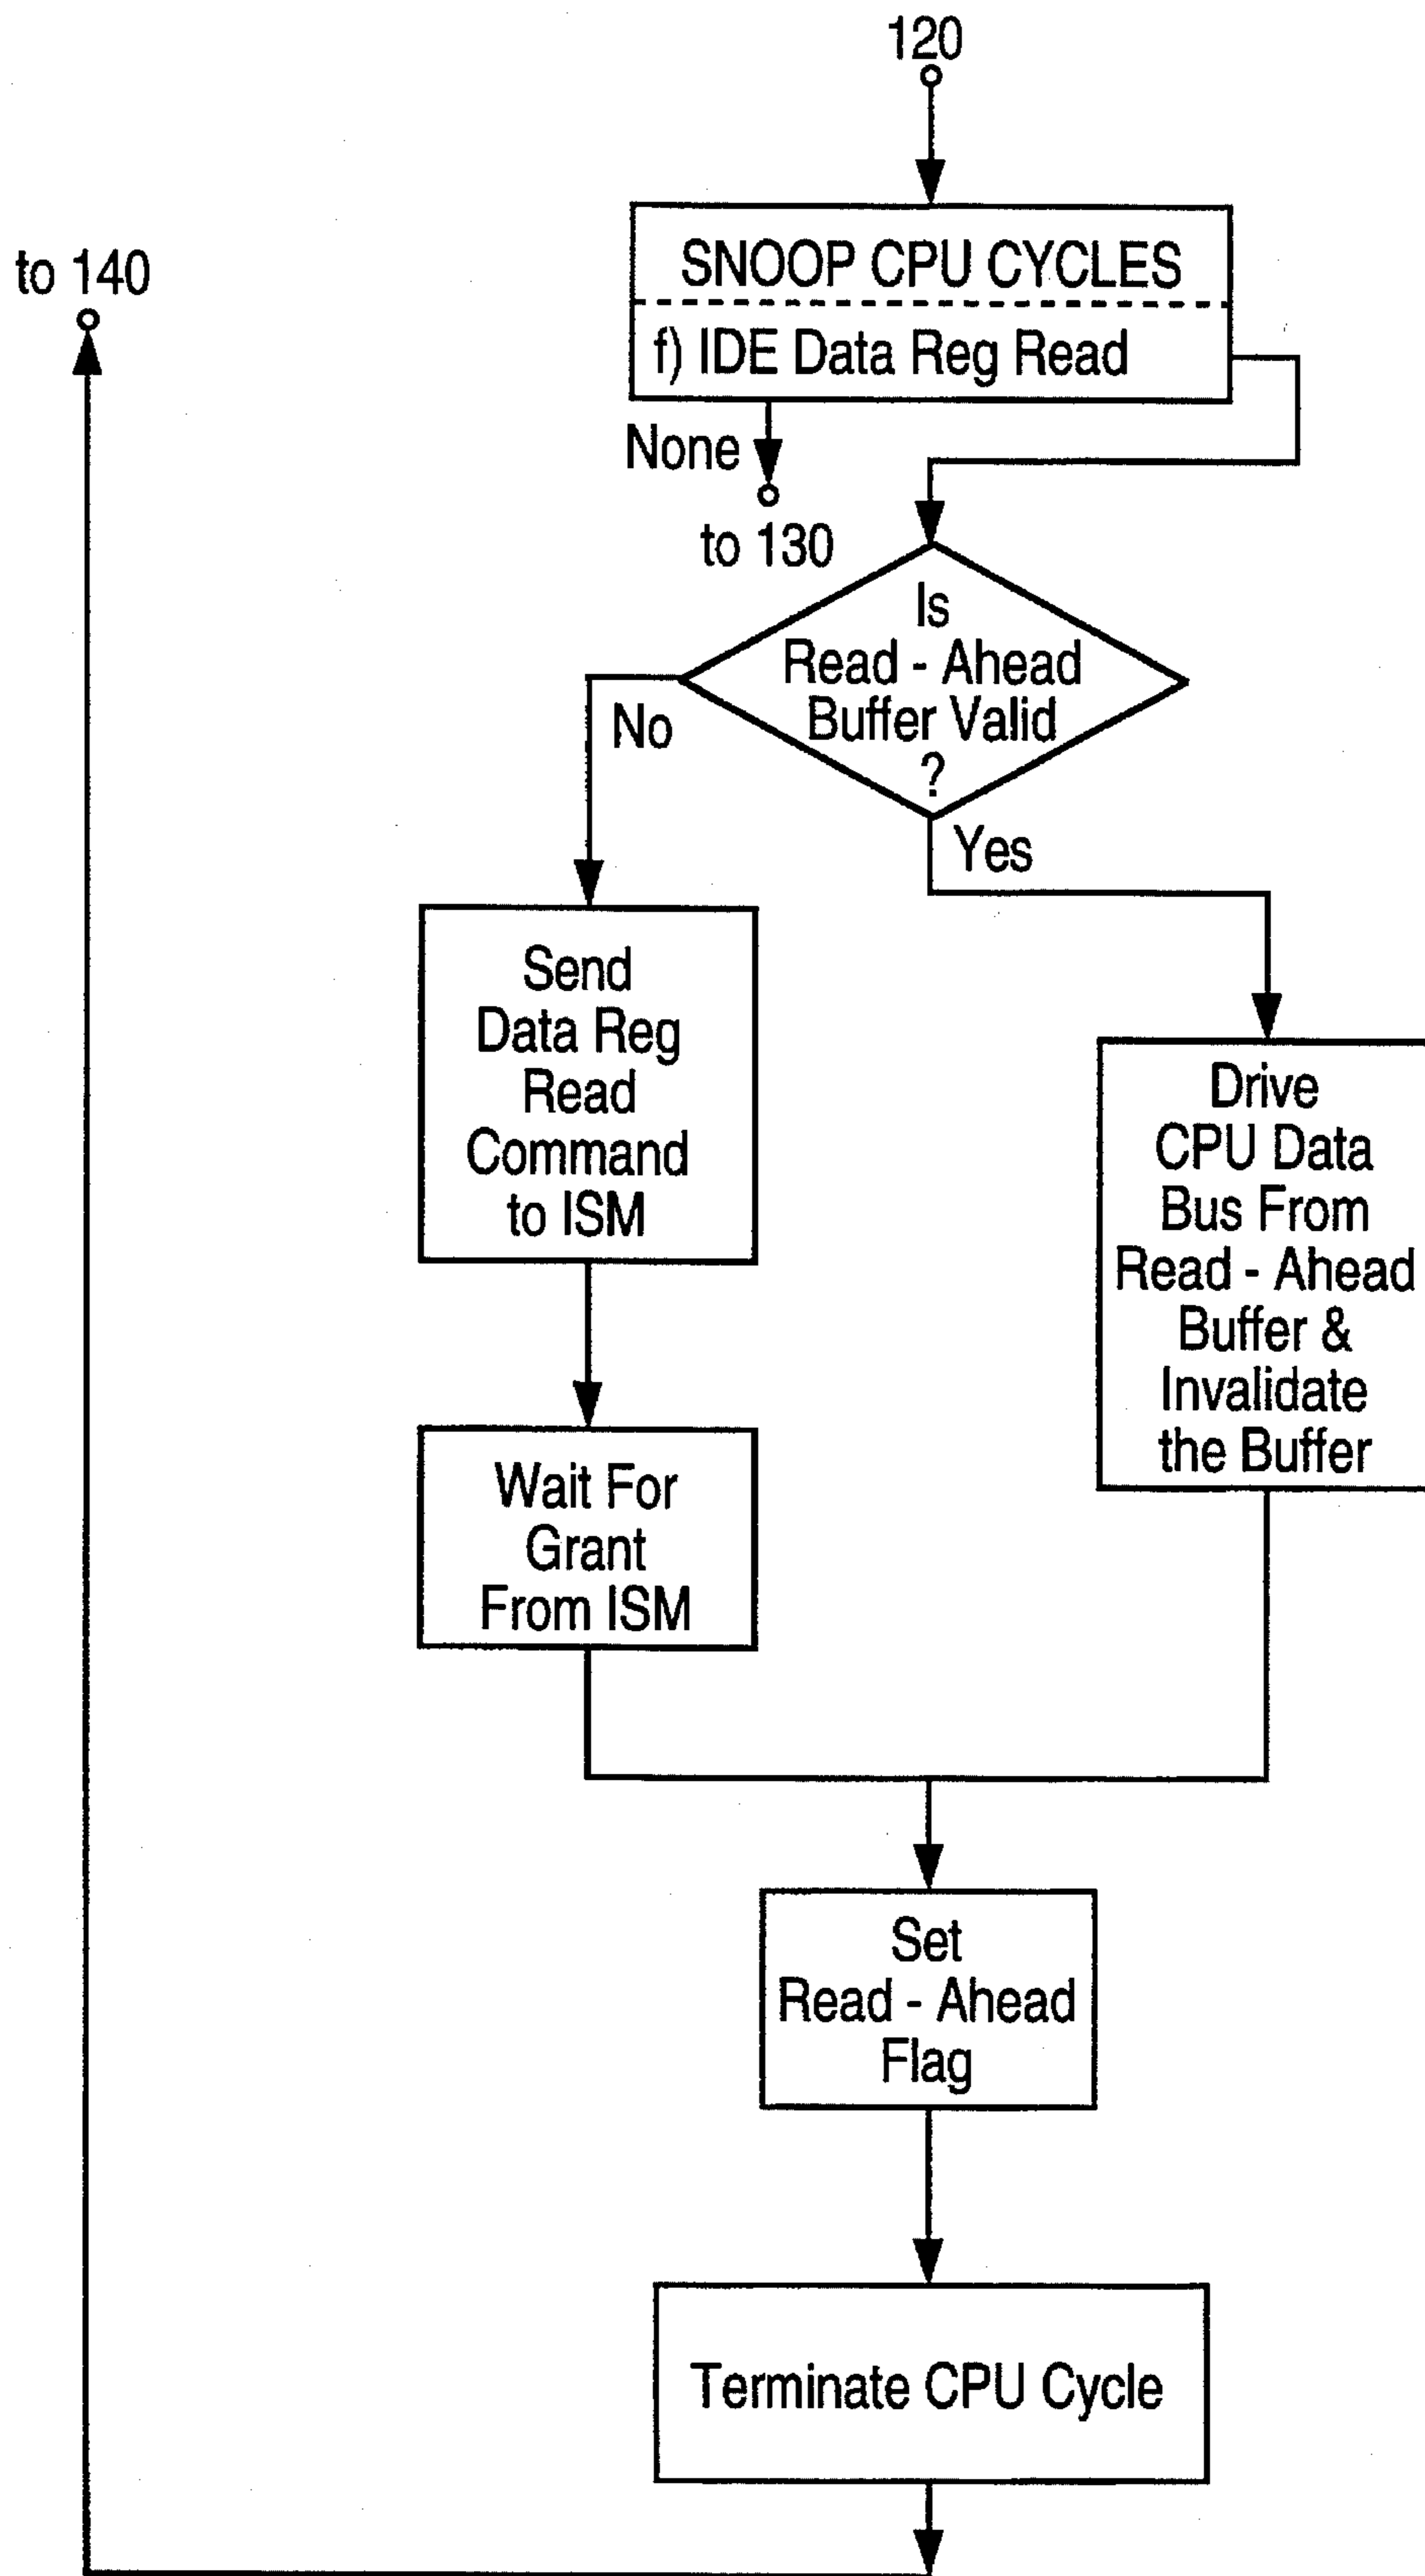 120
to 140
SNOOP CPU CYCLES
f) IDE Data Reg Read
None
to 130
Is
Read - Ahead
Buffer Valid
?
No
Yes
Send
Data Reg
Read
Command
to ISM
Drive
CPU Data
Bus From
Read - Ahead
Buffer &
Invalidate
the Buffer
Wait For
Grant
From ISM
Set
Read - Ahead
Flag
Terminate CPU Cycle